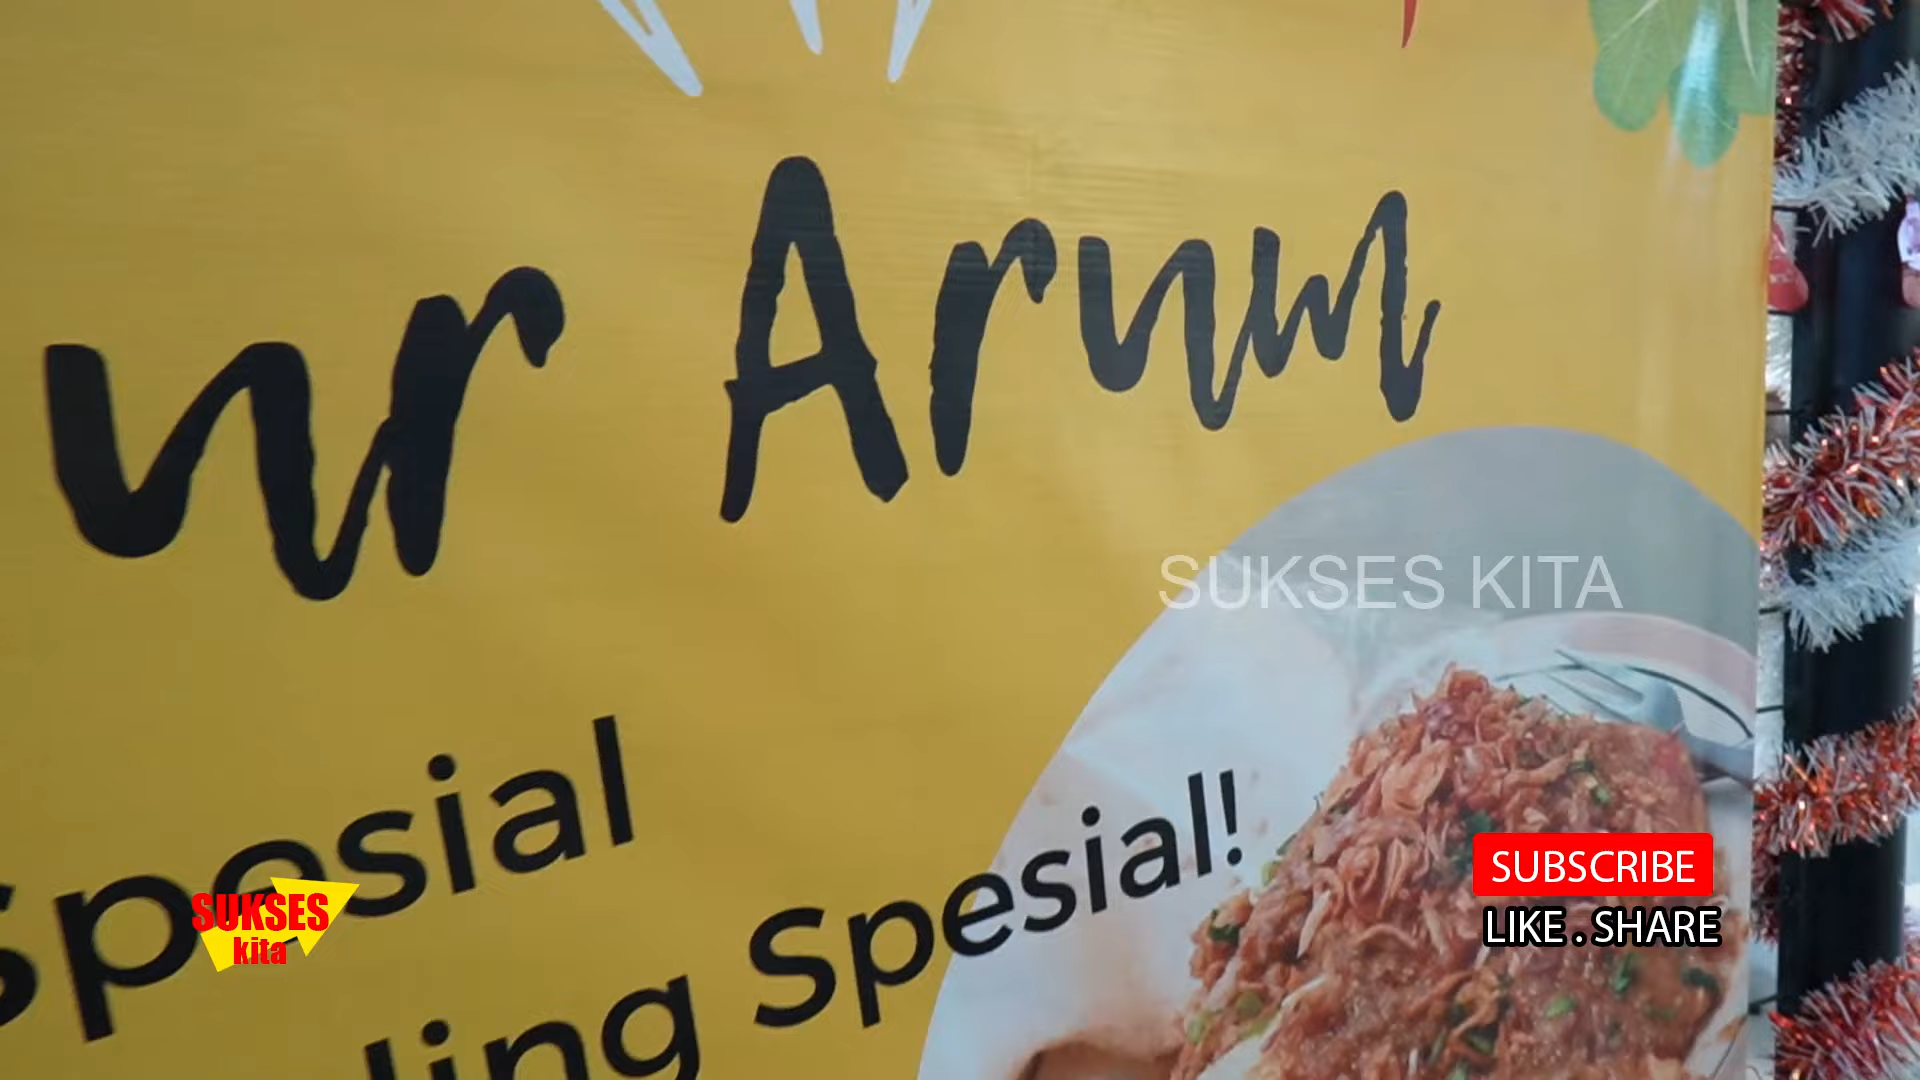 ur Arum
SUKSES KITA
spesial
ling Spesial!
SUBSCRIBE
LIKE . SHARE
SUKSES
kita